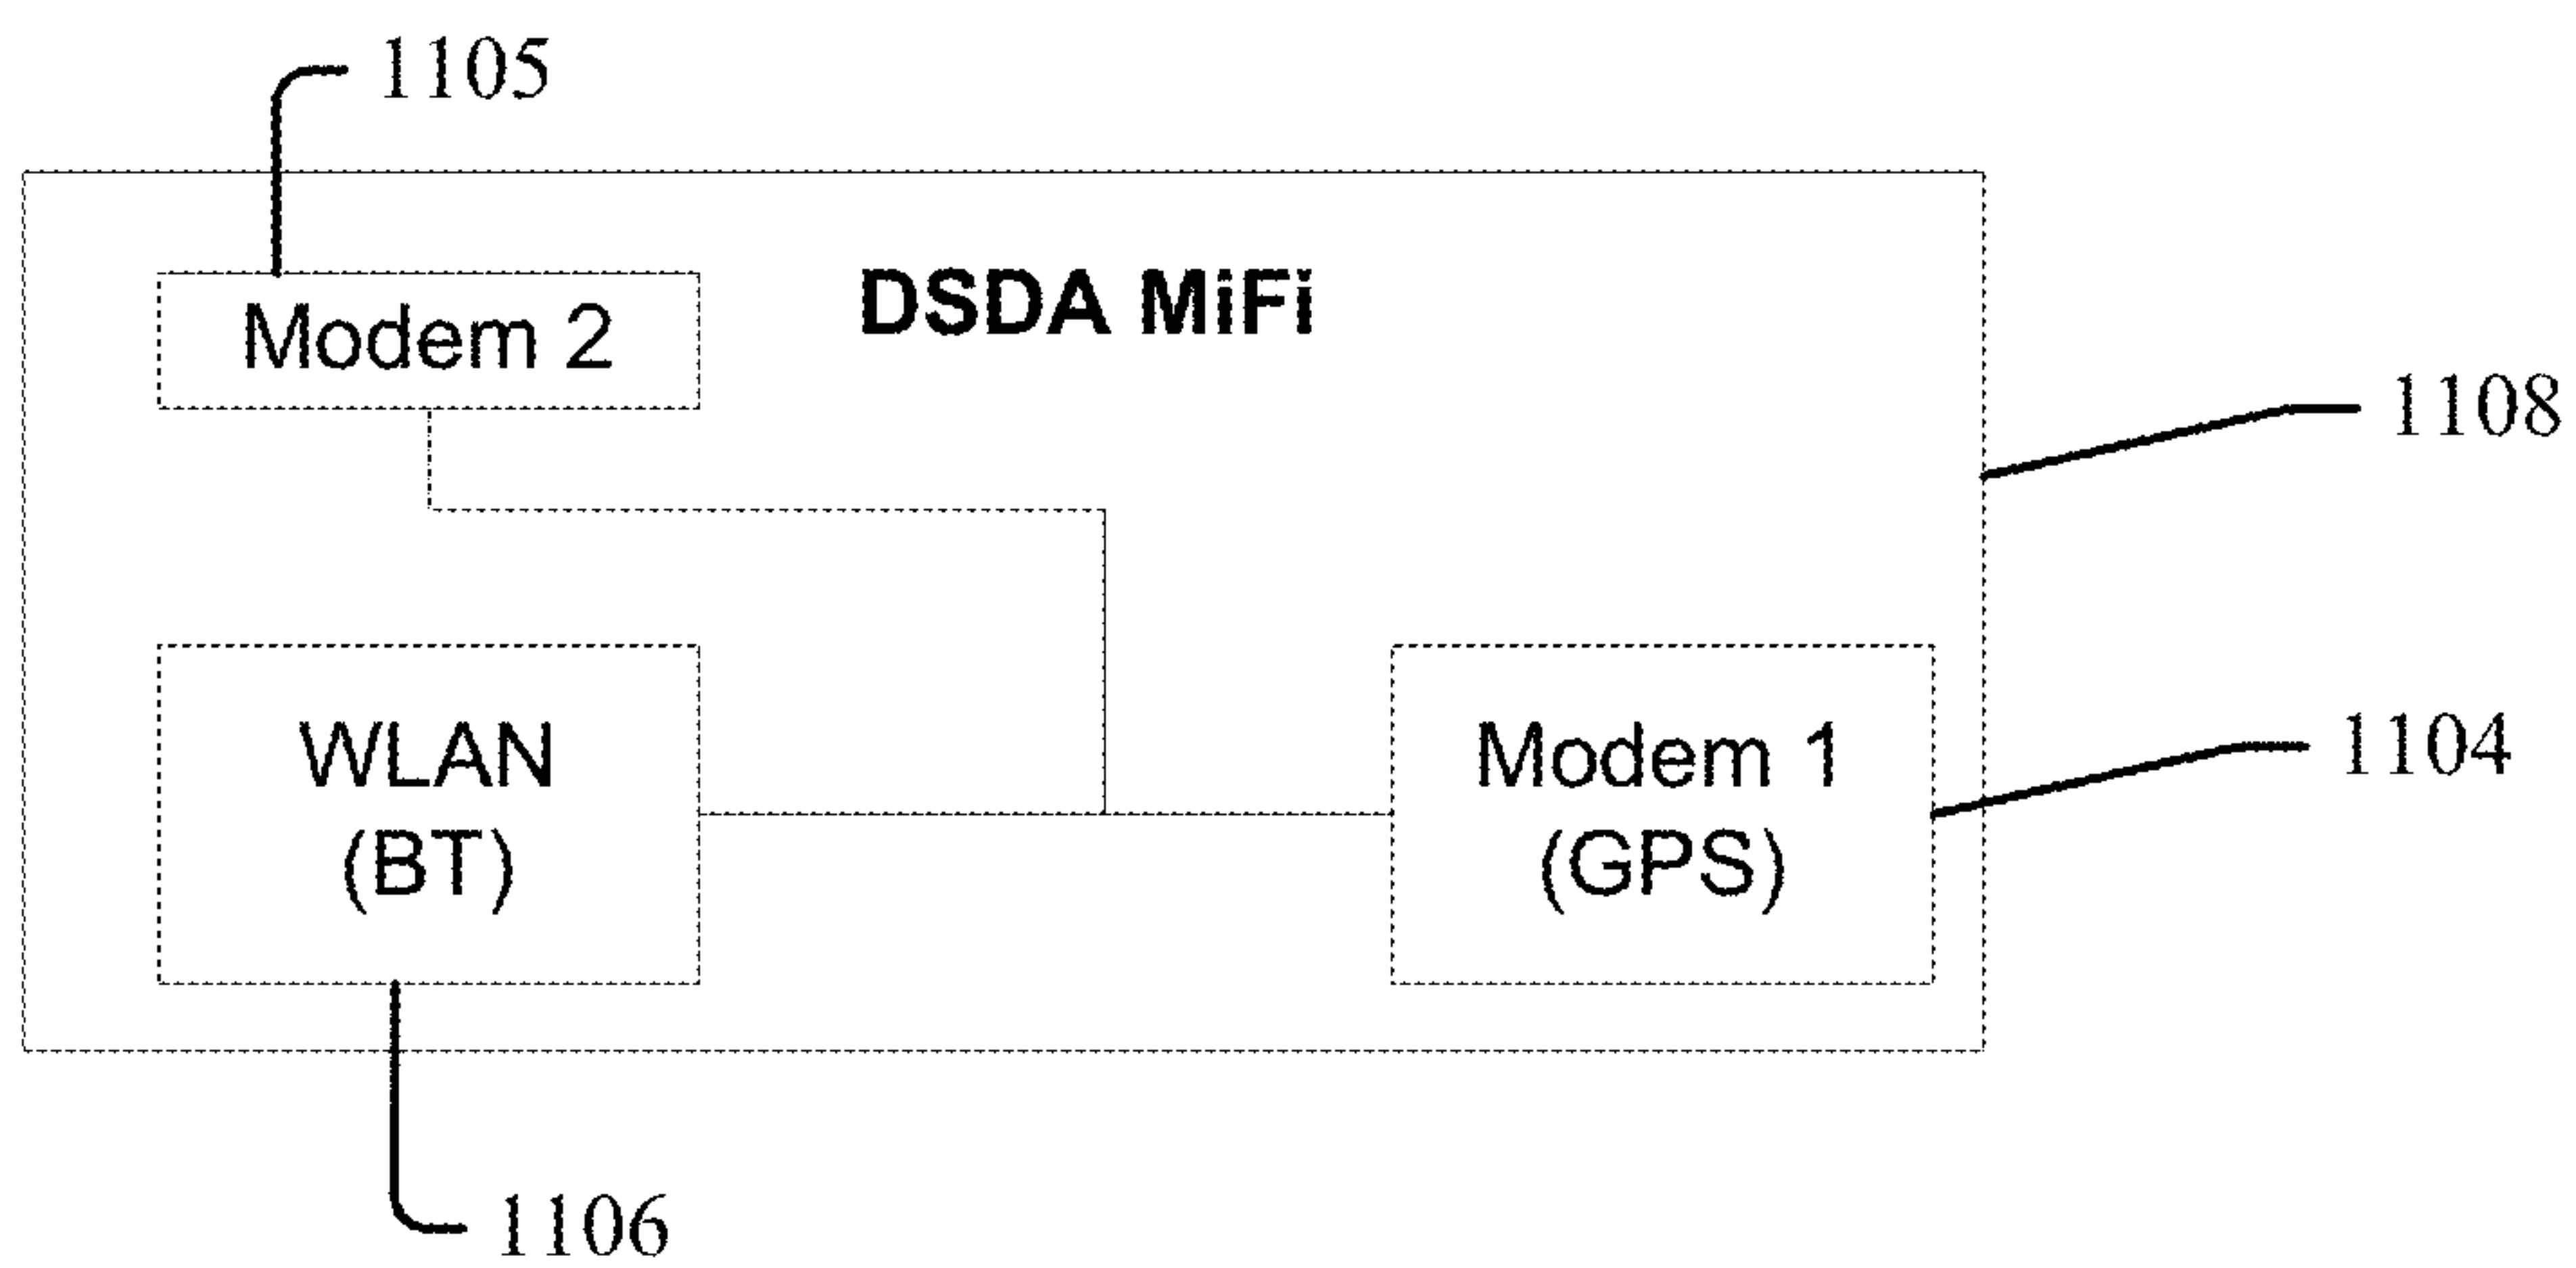 1105
DSDA MiFi
Modem 2
1108
WLAN
(BT)
Modem 1
(GPS)
1104
1106